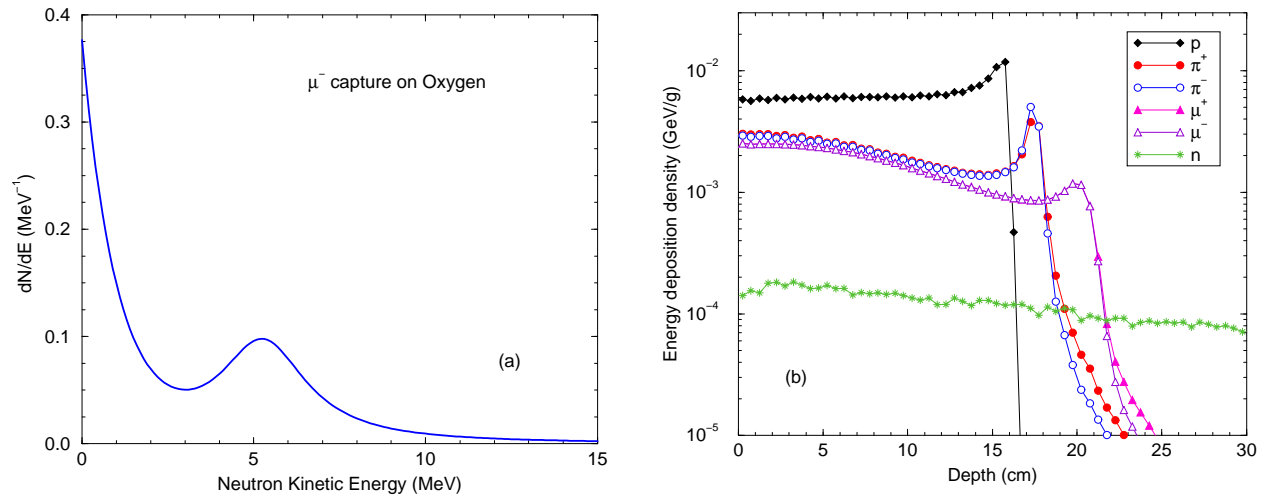 0.4
0.3
0.2
0.1
0.0
dN/dE (MeV⁻¹)
μ⁻ capture on Oxygen
(a)
0 5 10 15
Neutron Kinetic Energy (MeV)
10⁻²
10⁻³
10⁻⁴
10⁻⁵
Energy deposition density (GeV/g)
p
π⁺
π⁻
μ⁺
μ⁻
n
(b)
0 5 10 15 20 25 30
Depth (cm)